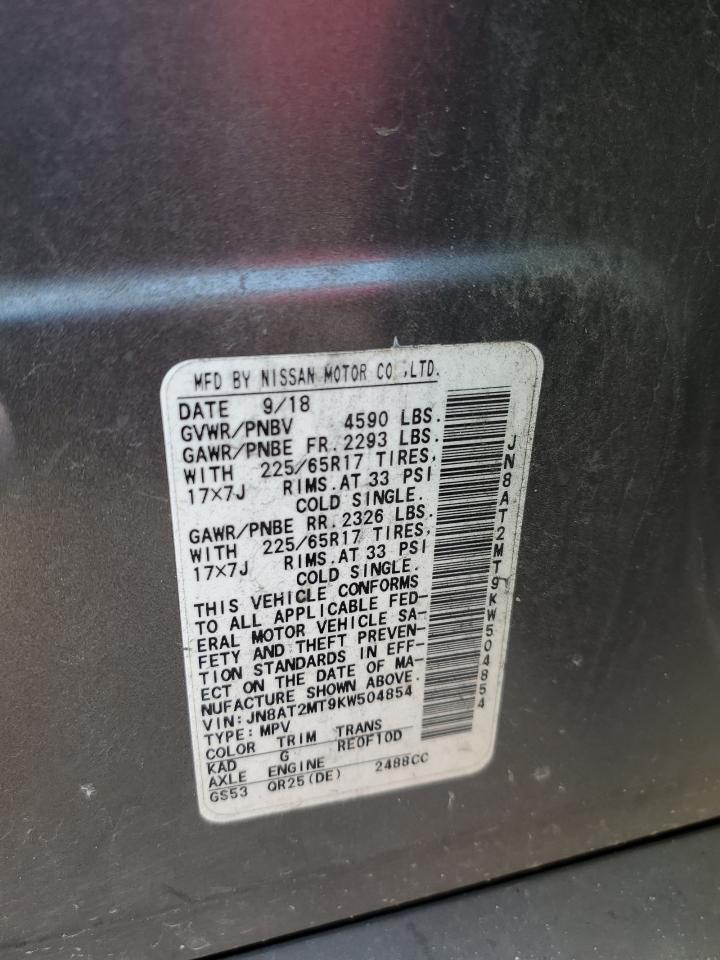 MFD BY NISSAN MOTOR CO.,LTD.
DATE 9/18
GVWR/PNBV 4590 LBS.
GAWR/PNBE FR. 2293 LBS.
WITH 225/65R17 TIRES,
17×7J RIMS.AT 33 PSI
COLD SINGLE.
GAWR/PNBE RR. 2326 LBS.
WITH 225/65R17 TIRES,
17×7J RIMS.AT 33 PSI
COLD SINGLE.
THIS VEHICLE CONFORMS
TO ALL APPLICABLE FED-
ERAL MOTOR VEHICLE SA-
FETY AND THEFT PREVEN-
TION STANDARDS IN EFF-
ECT ON THE DATE OF MA-
NUFACTURE SHOWN ABOVE.
VIN:JN8AT2MT9KW504854
TYPE:MPV
COLOR TRIM TRANS
KAD G RE0F10D
AXLE ENGINE
GS53 QR25(DE) 2488CC
JN8AT2MT9KW504854